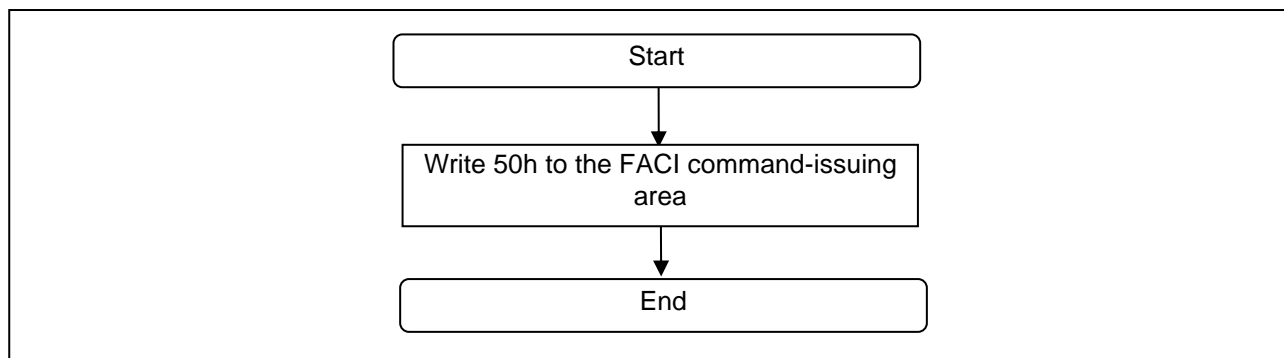 Start
Write 50h to the FACI command-issuing
area
End